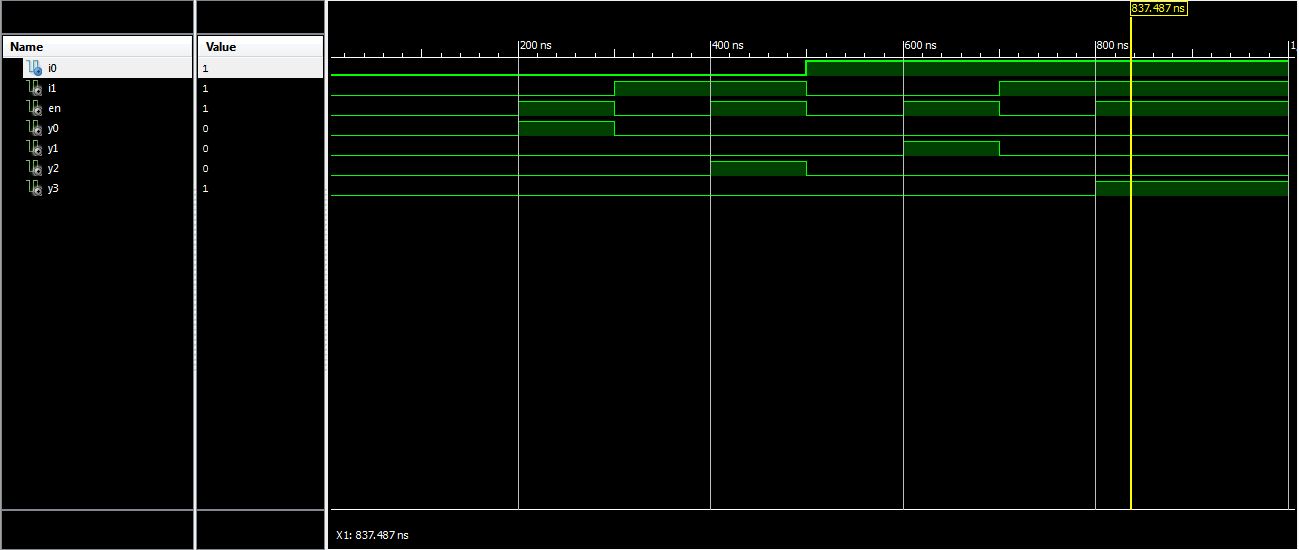 837.487 ns
Name Value
200 ns 400 ns 600 ns 800 ns 1
i0 1
i1 1
en 1
y0 0
y1 0
y2 0
y3 1
X1: 837.487 ns